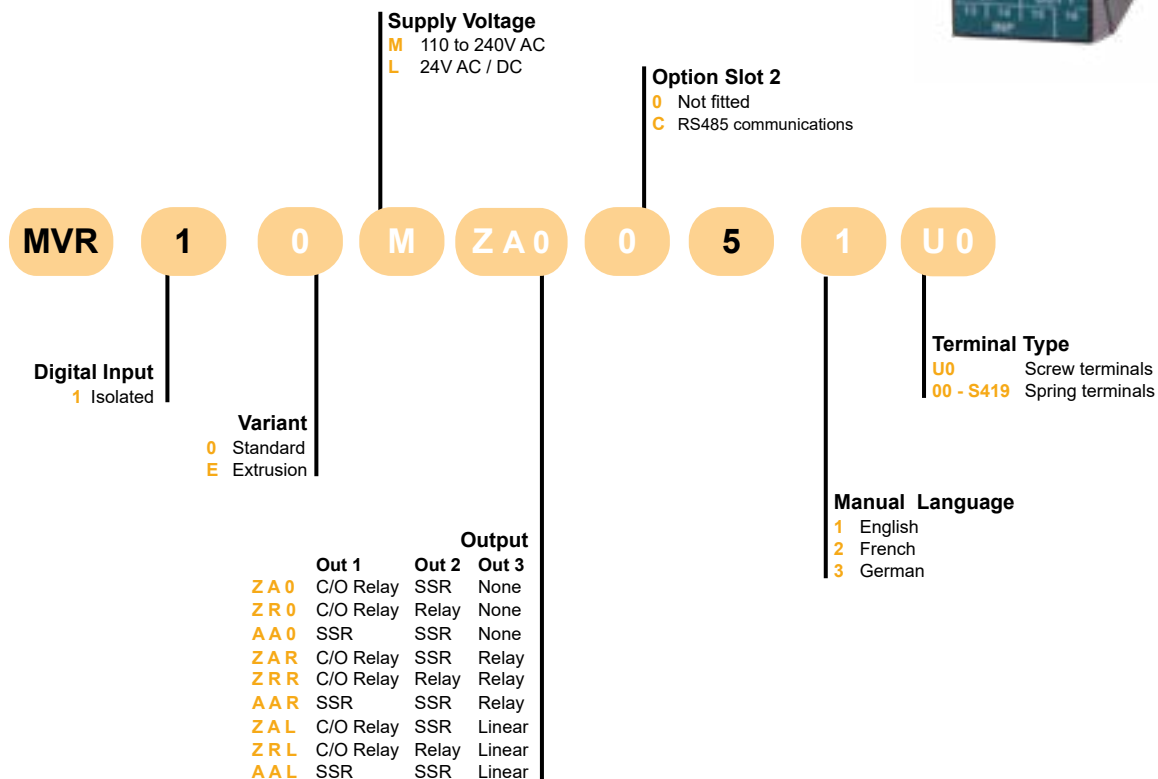 Supply Voltage
M 110 to 240V AC
L 24V AC / DC
Option Slot 2
0 Not fitted
C RS485 communications
MVR 1 0 M Z A 0 0 5 1 U 0
Digital Input
1 Isolated
Variant
0 Standard
E Extrusion
Terminal Type
U0 Screw terminals
00 - S419 Spring terminals
Manual Language
1 English
2 French
3 German
Output
Out 1 Out 2 Out 3
Z A 0 C/O Relay SSR None
Z R 0 C/O Relay Relay None
A A 0 SSR SSR None
Z A R C/O Relay SSR Relay
Z R R C/O Relay Relay Relay
A A R SSR SSR Relay
Z A L C/O Relay SSR Linear
Z R L C/O Relay Relay Linear
A A L SSR SSR Linear